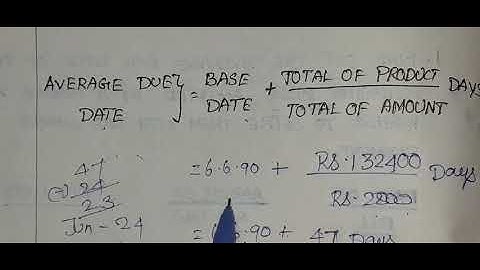 AVERAGE DUE} = BASE + TOTAL OF PRODUCT DAYS
DATE DATE TOTAL OF AMOUNT
47 = 6.6.90 + RS.132400 Days
(-) 24 RS.
23
Jun - 24 = 90 + 47 Days